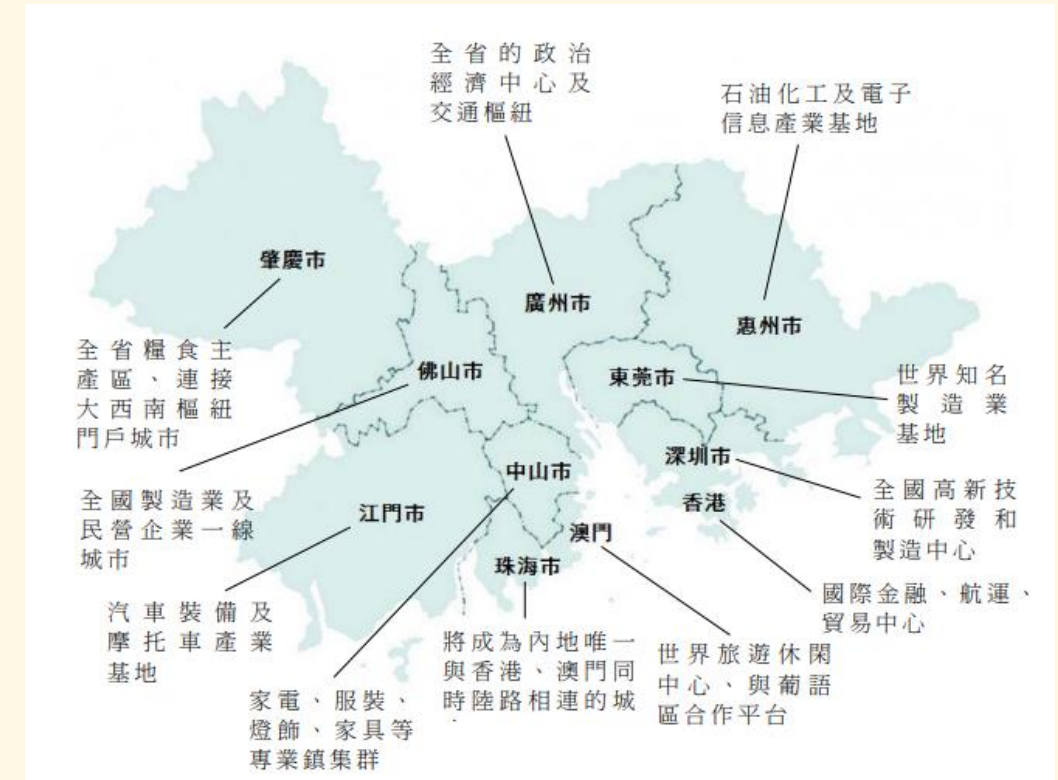 全省的政治
經濟中心及
交通樞紐
石油化工及電子
信息產業基地
肇慶市
廣州市
惠州市
全省糧食主
產區、連接
大西南樞紐
門戶城市
佛山市
東莞市
世界知名
製造業
基地
深圳市
中山市
全國製造業及
民營企業一線
城市
江門市
香港
全國高新技
術研發和
製造中心
澳門
珠海市
國際金融、航運、
貿易中心
汽車裝備及
摩托車產業
基地
將成為內地唯一
與香港、澳門同
時陸路相連的城
世界旅遊休閑
中心、與葡語
區合作平台
家電、服裝、
燈飾、家具等
專業鎮集群